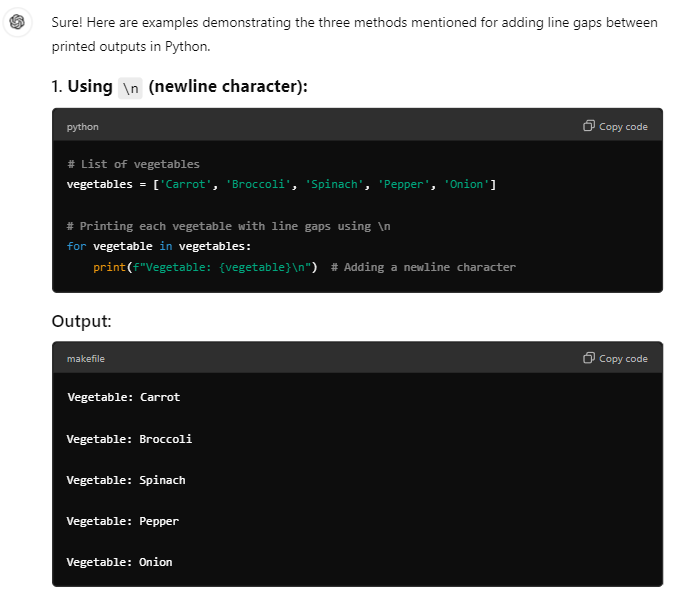 Sure! Here are examples demonstrating the three methods mentioned for adding line gaps between
printed outputs in Python.
1. Using \n (newline character):
python Copy code
# List of vegetables
vegetables = ['Carrot', 'Broccoli', 'Spinach', 'Pepper', 'Onion']
# Printing each vegetable with line gaps using \n
for vegetable in vegetables:
    print(f"Vegetable: {vegetable}\n")  # Adding a newline character
Output:
makefile Copy code
Vegetable: Carrot
Vegetable: Broccoli
Vegetable: Spinach
Vegetable: Pepper
Vegetable: Onion